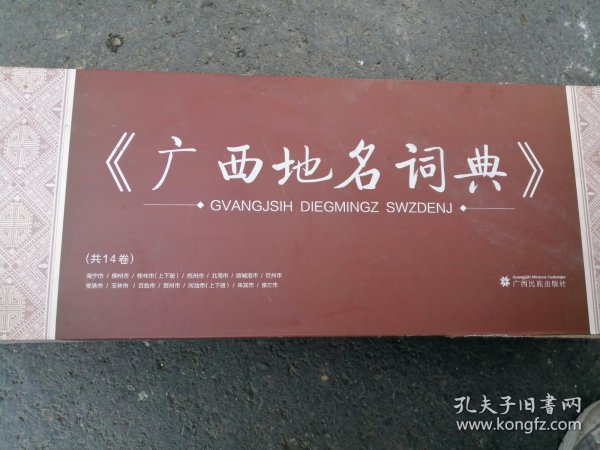 《广西地名词典》
GVANGJSIH DIEGMINGZ SWZDENJ
(共14卷)
南宁市 / 柳州市 / 桂林市(上下册) / 梧州市 / 北海市 / 防城港市 / 钦州市
贵港市 / 玉林市 / 百色市 / 贺州市 / 河池市(上下册) / 来宾市 / 崇左市
广西民族出版社
孔夫子旧书网
www.kongfz.com